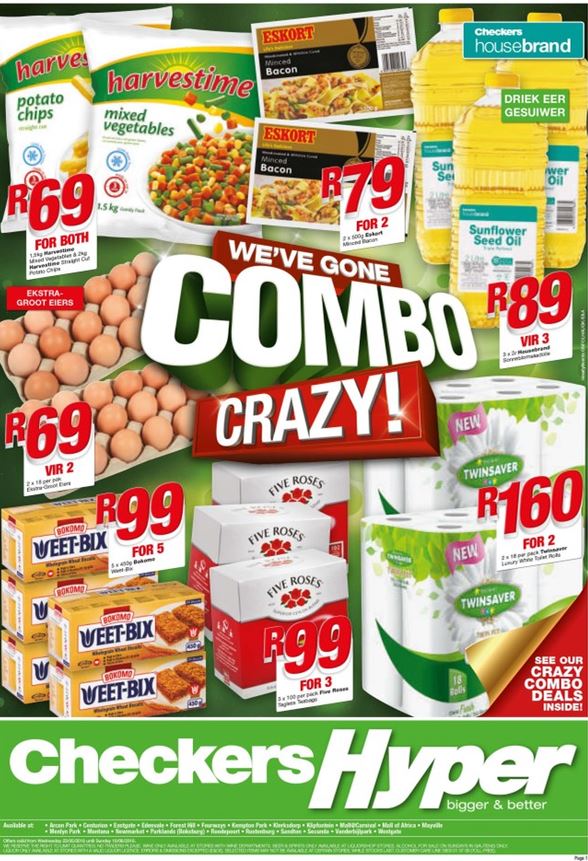 harvestime
potato
chips
straight cut
harvestime
mixed
vegetables
1.5 kg
R69
FOR BOTH
1,5kg Harvestime
Mixed Vegetables & 2kg
Harvestime Straight Cut
Potato Chips
ESKORT
Minced
Bacon
ESKORT
Minced
Bacon
R79
FOR 2
2 x 500g Eskort
Minced Bacon
Checkers
housebrand
DRIEK EER
GESUIWER
Sunflower
Seed Oil
R89
VIR 3
3 x 2ℓ Housebrand
Sonneblomsaadolie
EKSTRA-
GROOT EIERS
R69
VIR 2
2 x 18 per pak
Ekstra-Groot Eiers
WE'VE GONE
COMBO
CRAZY!
BOKOMO
WEET-BIX
R99
FOR 5
5 x 450g Bokomo
Weet-Bix
BOKOMO
WEET-BIX
450 g
BOKOMO
WEET-BIX
FIVE ROSES
FIVE ROSES
FIVE ROSES
R99
FOR 3
3 x 100 per pack Five Roses
Tagless Teabags
NEW
TWINSAVER
R160
FOR 2
2 x 18 per pack Twinsaver
Luxury White Toilet Rolls
NEW
TWINSAVER
18
Rolls
SEE OUR
CRAZY
COMBO
DEALS
INSIDE!
Checkers Hyper
bigger & better
Available at: • Arcon Park • Centurion • Eastgate • Edenvale • Forest Hill • Fourways • Kempton Park • Klerksdorp • Klipfontein • Mall@Carnival • Mall of Africa • Mayville
• Menlyn Park • Montana • Newmarket • Parklands (Boksburg) • Roodepoort • Rustenburg • Sandton • Secunda • Vanderbijlpark • Westgate